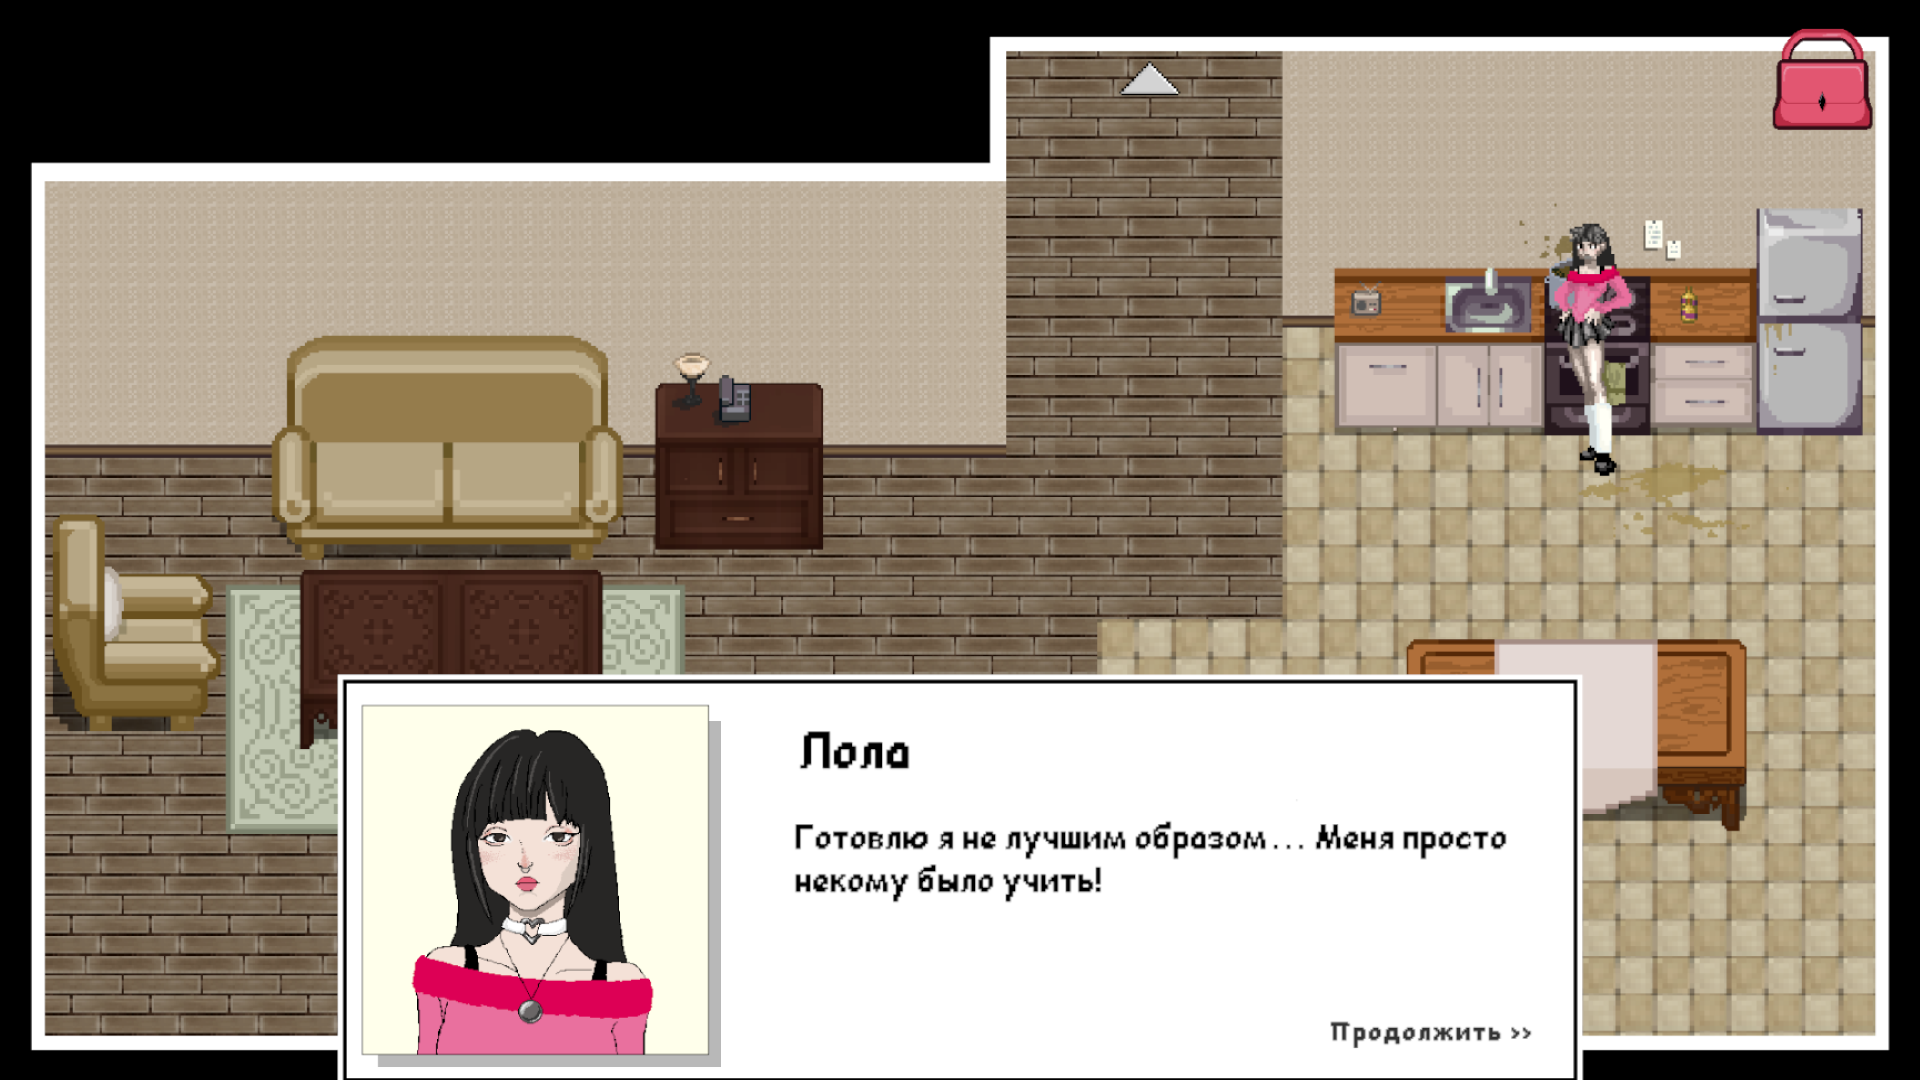 Лола
Готовлю я не лучшим образом... Меня просто
некому было учить!
Продолжить >>